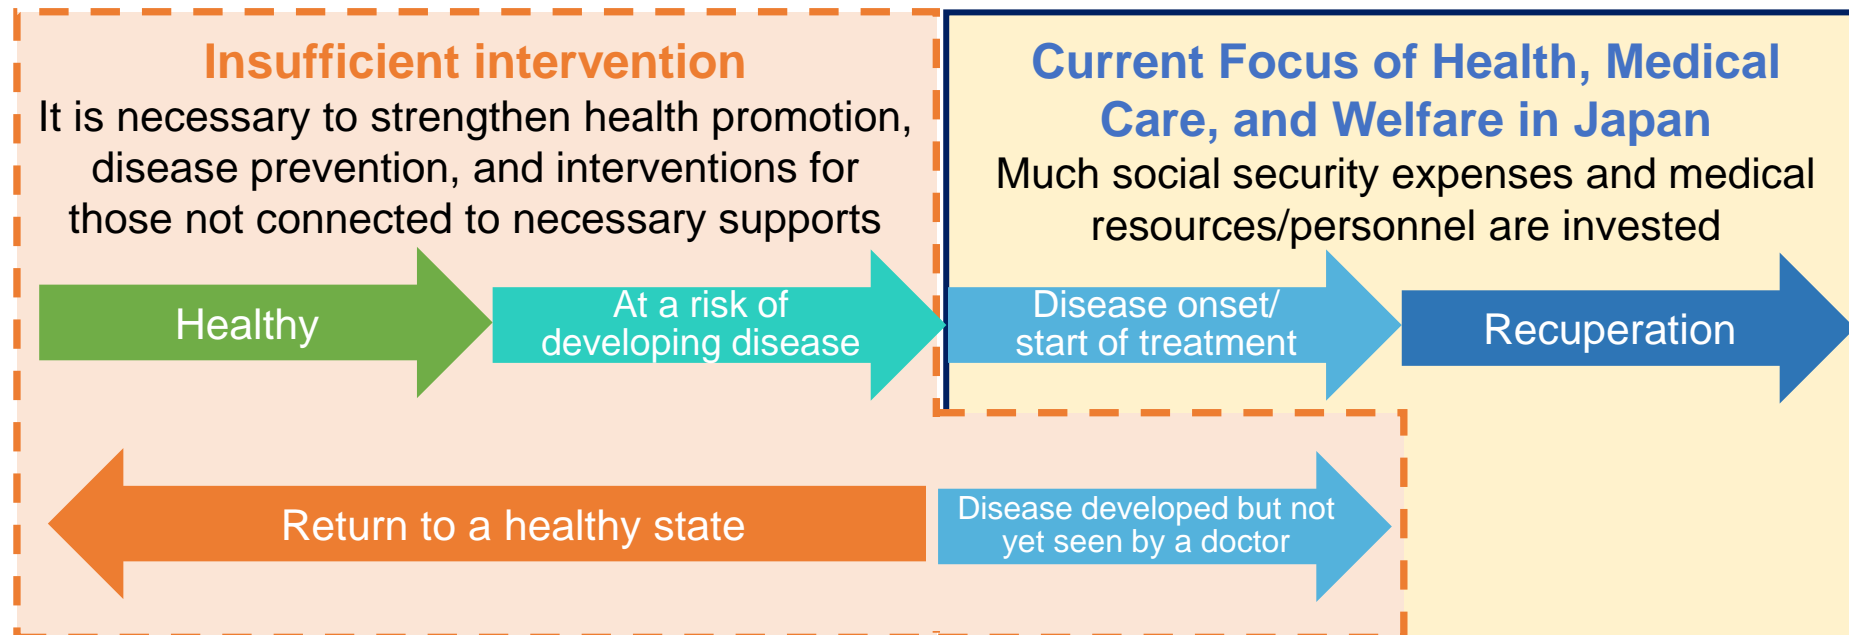 Insufficient intervention
It is necessary to strengthen health promotion,
disease prevention, and interventions for
those not connected to necessary supports
Current Focus of Health, Medical
Care, and Welfare in Japan
Much social security expenses and medical
resources/personnel are invested
Healthy
At a risk of
developing disease
Disease onset/
start of treatment
Recuperation
Return to a healthy state
Disease developed but not
yet seen by a doctor